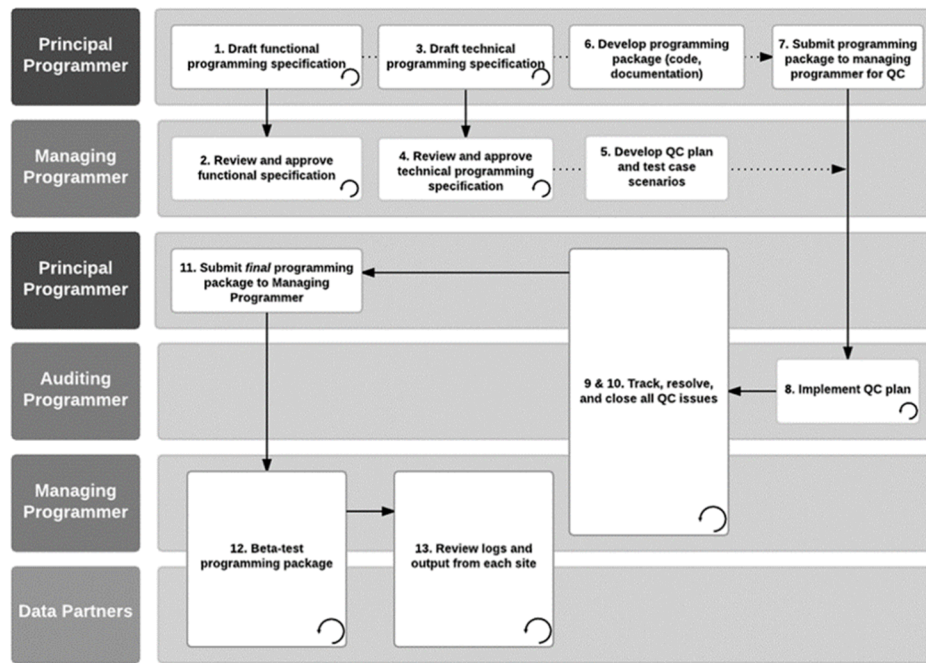 Principal
Programmer
1. Draft functional
programming specification
3. Draft technical
programming specification
6. Develop programming
package (code,
documentation)
7. Submit programming
package to managing
programmer for QC
Managing
Programmer
2. Review and approve
functional specification
4. Review and approve
technical programming
specification
5. Develop QC plan
and test case
scenarios
Principal
Programmer
11. Submit final programming
package to Managing
Programmer
Auditing
Programmer
9 & 10. Track, resolve,
and close all QC issues
8. Implement QC plan
Managing
Programmer
12. Beta-test
programming package
13. Review logs and
output from each site
Data Partners